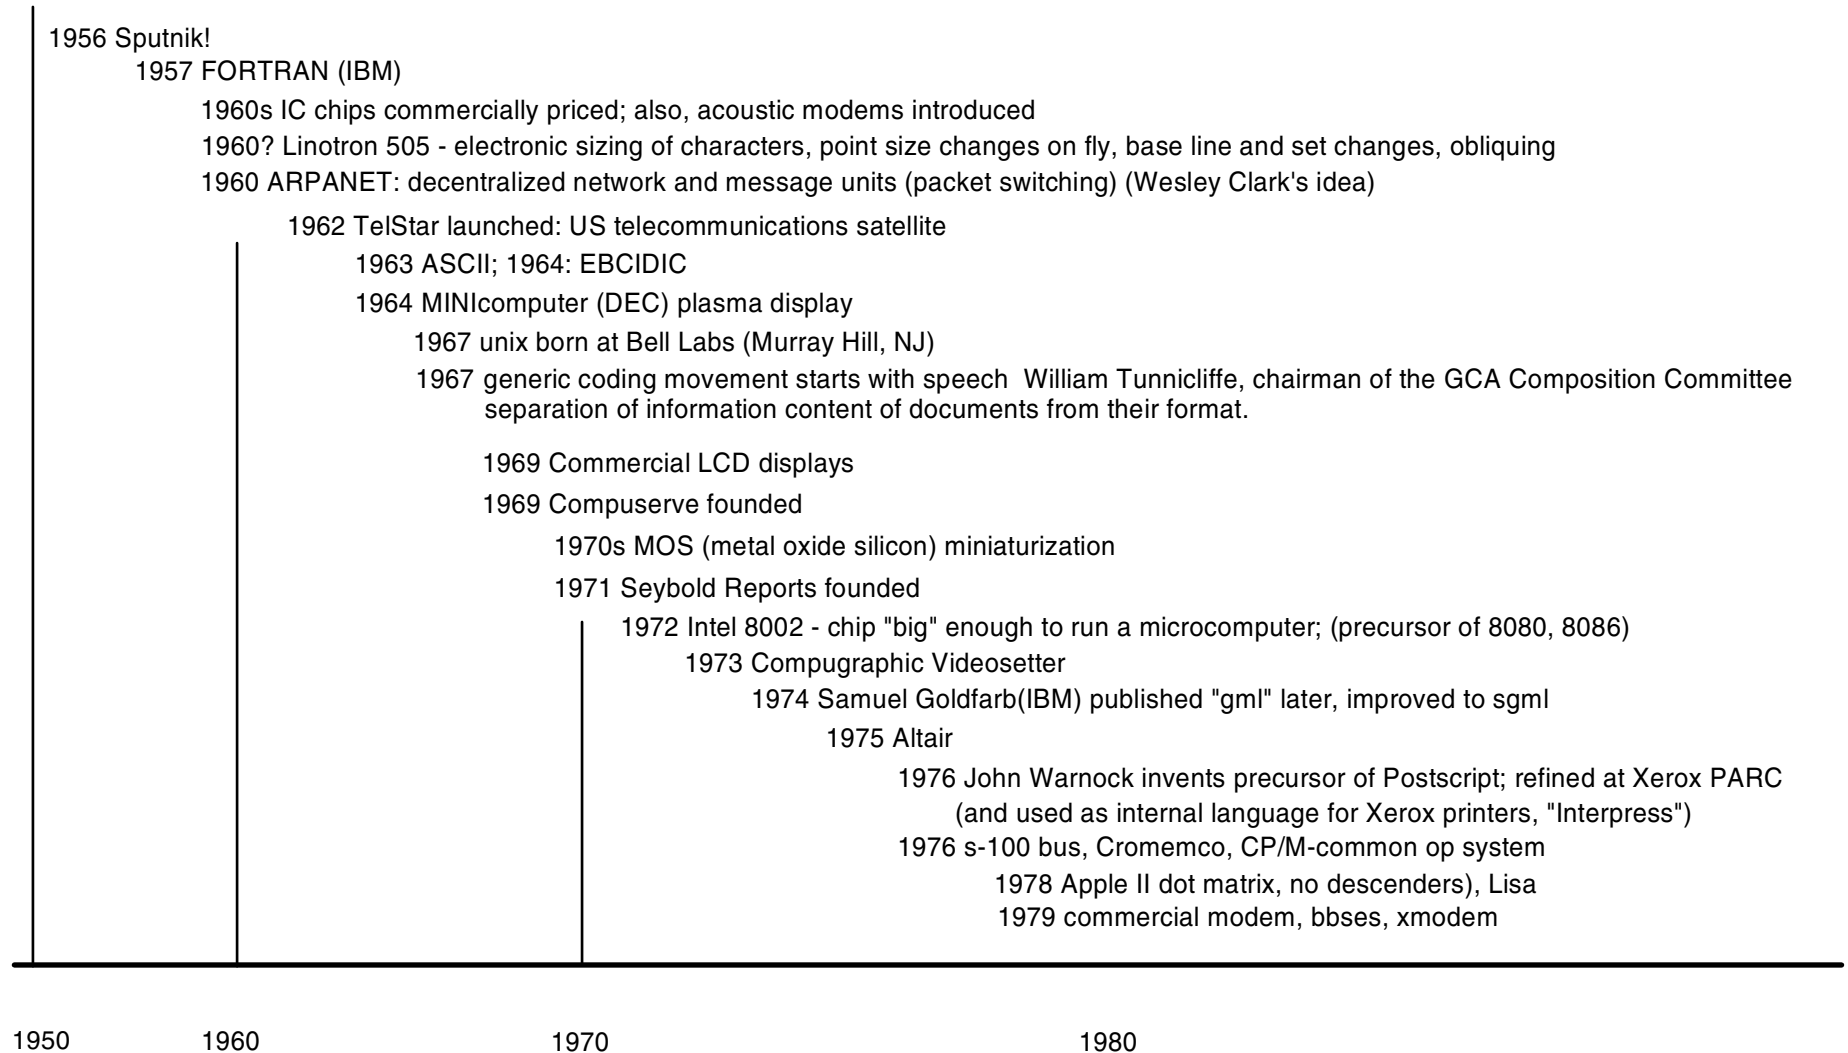 1956 Sputnik!
1957 FORTRAN (IBM)
1960s IC chips commercially priced; also, acoustic modems introduced
1960? Linotron 505 - electronic sizing of characters, point size changes on fly, base line and set changes, obliquing
1960 ARPANET: decentralized network and message units (packet switching) (Wesley Clark's idea)
1962 TelStar launched: US telecommunications satellite
1963 ASCII; 1964: EBCIDIC
1964 MINIcomputer (DEC) plasma display
1967 unix born at Bell Labs (Murray Hill, NJ)
1967 generic coding movement starts with speech  William Tunnicliffe, chairman of the GCA Composition Committee
separation of information content of documents from their format.
1969 Commercial LCD displays
1969 Compuserve founded
1970s MOS (metal oxide silicon) miniaturization
1971 Seybold Reports founded
1972 Intel 8002 - chip "big" enough to run a microcomputer; (precursor of 8080, 8086)
1973 Compugraphic Videosetter
1974 Samuel Goldfarb(IBM) published "gml" later, improved to sgml
1975 Altair
1976 John Warnock invents precursor of Postscript; refined at Xerox PARC
(and used as internal language for Xerox printers, "Interpress")
1976 s-100 bus, Cromemco, CP/M-common op system
1978 Apple II dot matrix, no descenders), Lisa
1979 commercial modem, bbses, xmodem
1950 1960 1970 1980